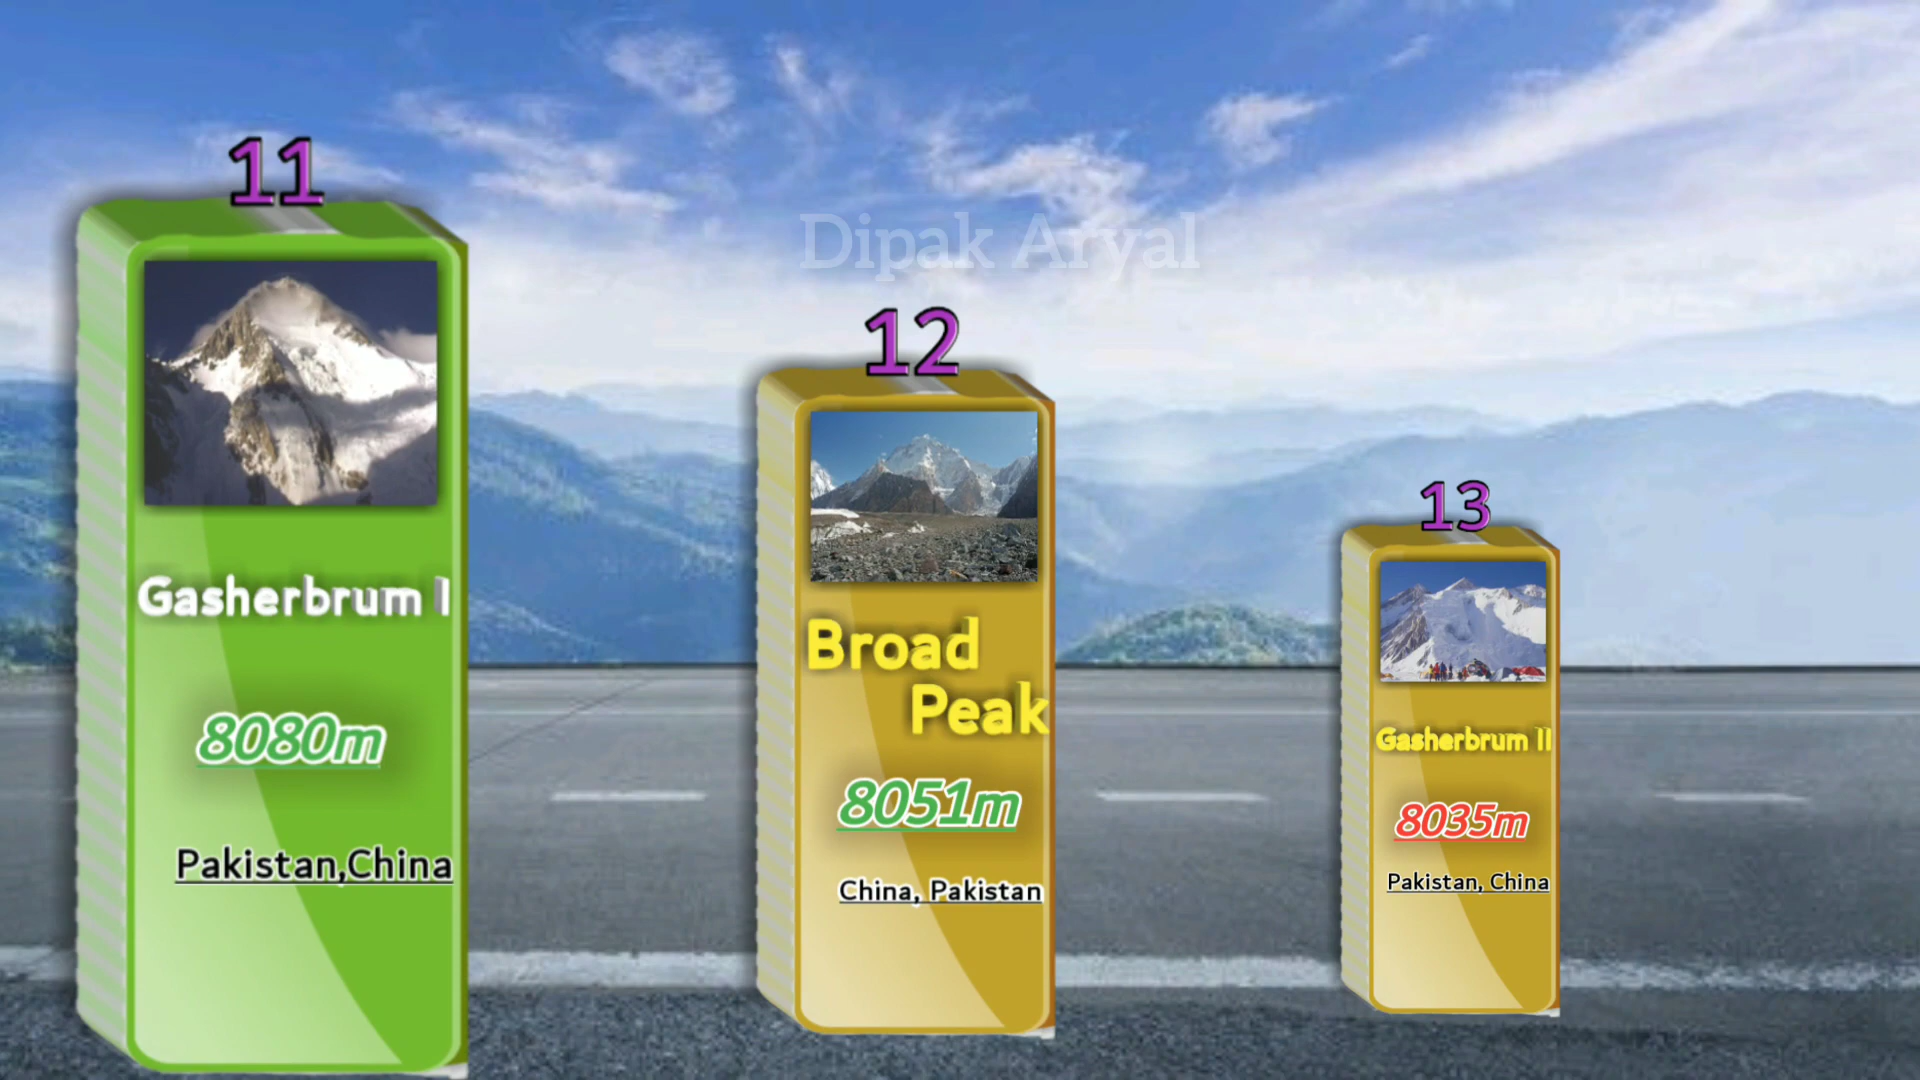 11
Gasherbrum I
8080m
Pakistan,China
Dipak Aryal
12
Broad
Peak
8051m
China, Pakistan
13
Gasherbrum II
8035m
Pakistan, China